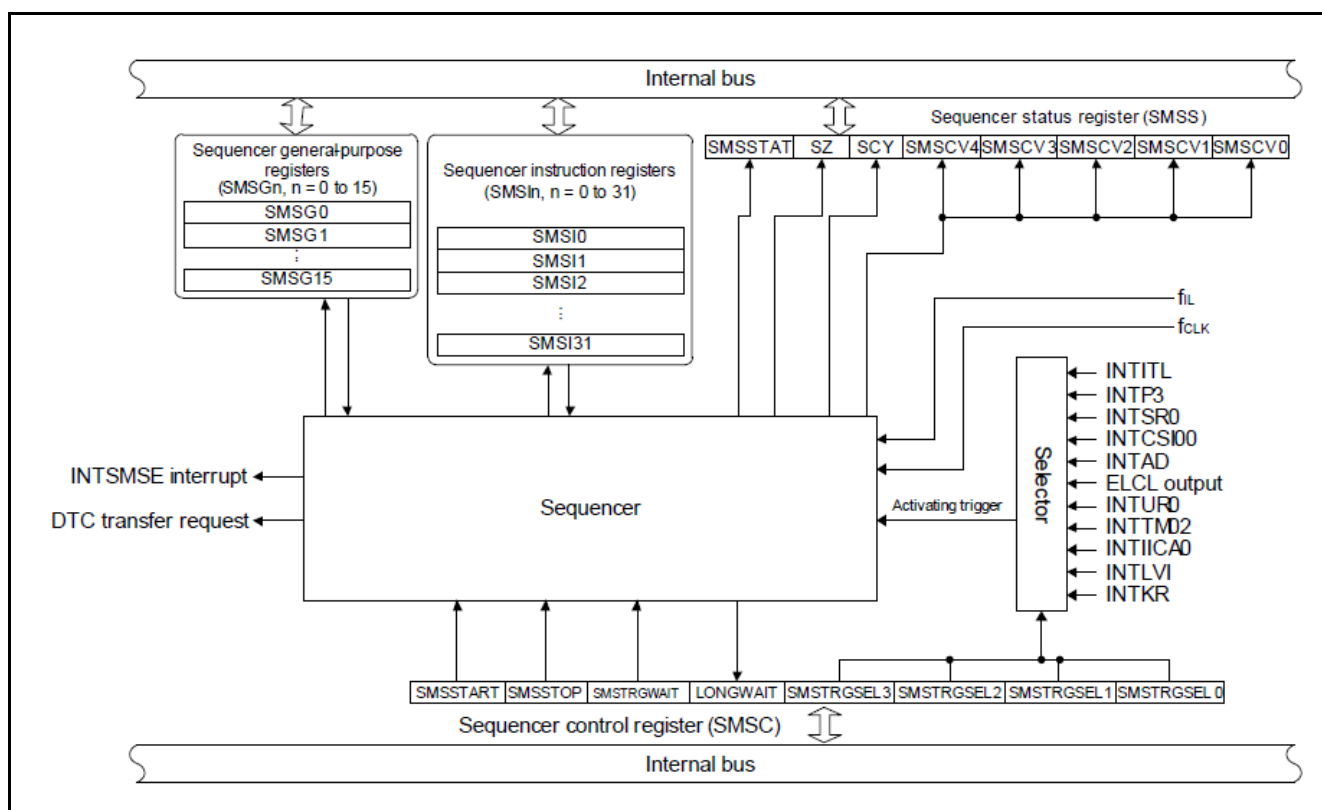 Internal bus
Sequencer status register (SMSS)
SMSSTAT SZ SCY SMSCV4 SMSCV3 SMSCV2 SMSCV1 SMSCV0
Sequencer general-purpose
registers
(SMSGn, n = 0 to 15)
SMSG0
SMSG1
⋮
SMSG15
Sequencer instruction registers
(SMSIn, n = 0 to 31)
SMSI0
SMSI1
SMSI2
⋮
SMSI31
fIL
fCLK
INTITL
INTP3
INTSR0
INTCSI00
INTAD
ELCL output
INTUR0
INTTM02
INTIICA0
INTLVI
INTKR
Selector
Activating trigger
Sequencer
INTSMSE interrupt
DTC transfer request
SMSSTART SMSSTOP SMSTRGWAIT LONGWAIT SMSTRGSEL3 SMSTRGSEL2 SMSTRGSEL1 SMSTRGSEL0
Sequencer control register (SMSC)
Internal bus